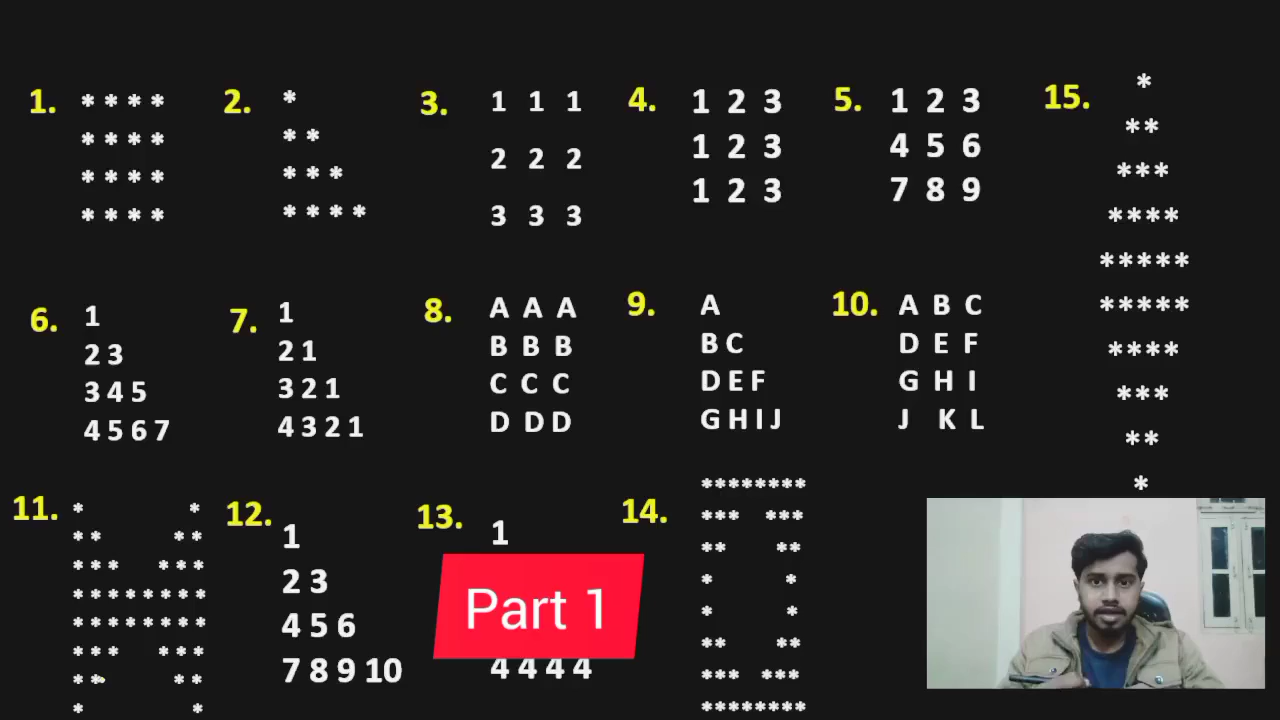 1.
* * * *
* * * *
* * * *
* * * *
2.
*
* *
* * *
* * * *
3.
1 1 1
2 2 2
3 3 3
4.
1 2 3
1 2 3
1 2 3
5.
1 2 3
4 5 6
7 8 9
15.
*
**
***
****
*****
*****
****
***
**
*
6.
1
2 3
3 4 5
4 5 6 7
7.
1
2 1
3 2 1
4 3 2 1
8.
A A A
B B B
C C C
D D D
9.
A
B C
D E F
G H I J
10.
A B C
D E F
G H I
J K L
11.
*             *
* *         * *
* * *     * * *
* * * * * * * *
* * * * * * * *
* * *     * * *
* *         * *
*             *
12.
1
2 3
4 5 6
7 8 9 10
13.
1
4 4 4 4
Part 1
14.
********
***  ***
**    **
*      *
*      *
**    **
***  ***
********